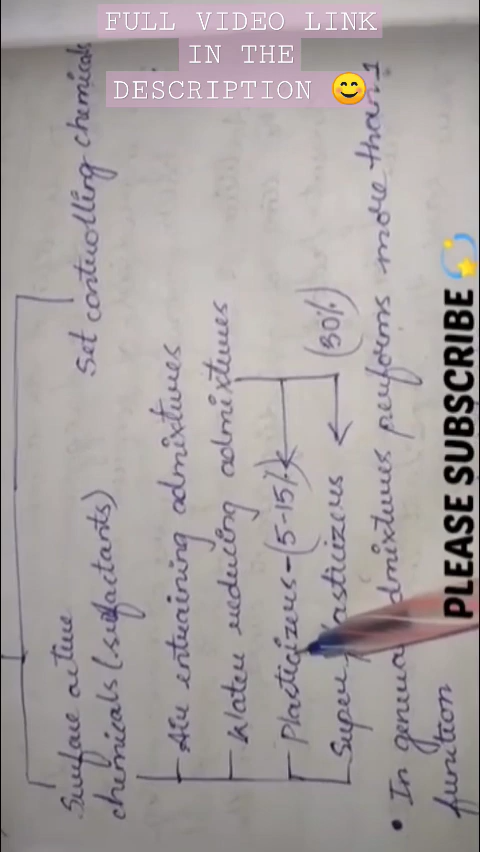 FULL VIDEO LINK
IN THE
DESCRIPTION 😊
Surface active
chemicals (surfactants)
Set controlling chemicals
Air entraining admixtures
Water reducing admixtures
Plasticizers - (5-15%)
Super plasticizers
(30%)
• In general admixtures performs more than 1
function
PLEASE SUBSCRIBE